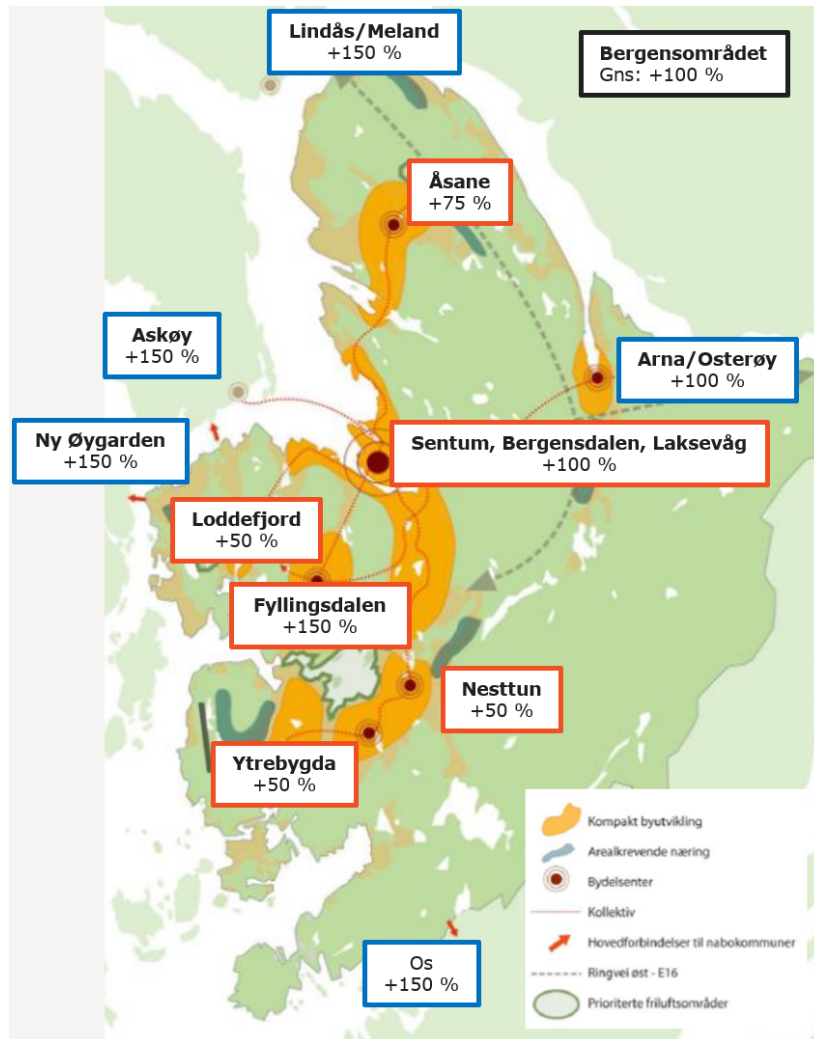 Lindås/Meland
+150 %
Bergensområdet
Gns: +100 %
Åsane
+75 %
Askøy
+150 %
Arna/Osterøy
+100 %
Ny Øygarden
+150 %
Sentum, Bergensdalen, Laksevåg
+100 %
Loddefjord
+50 %
Fyllingsdalen
+150 %
Nesttun
+50 %
Ytrebygda
+50 %
Os
+150 %
Kompakt byutvikling
Arealkrevende næring
Bydelsenter
Kollektiv
Hovedforbindelser til nabokommuner
Ringvei øst - E16
Prioriterte friluftsområder